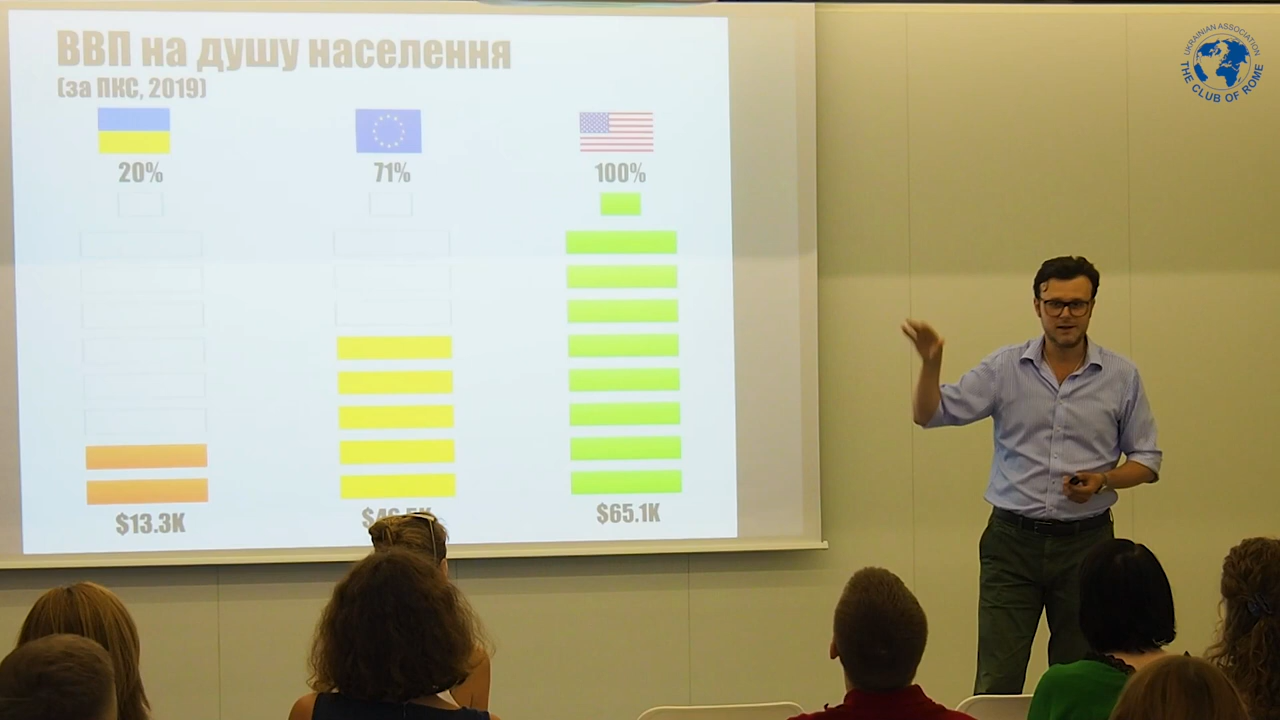 ВВП на душу населення
(за ПКС, 2019)
20%
71%
100%
$13.3K
$65.1K
UKRAINIAN ASSOCIATION
THE CLUB OF ROME